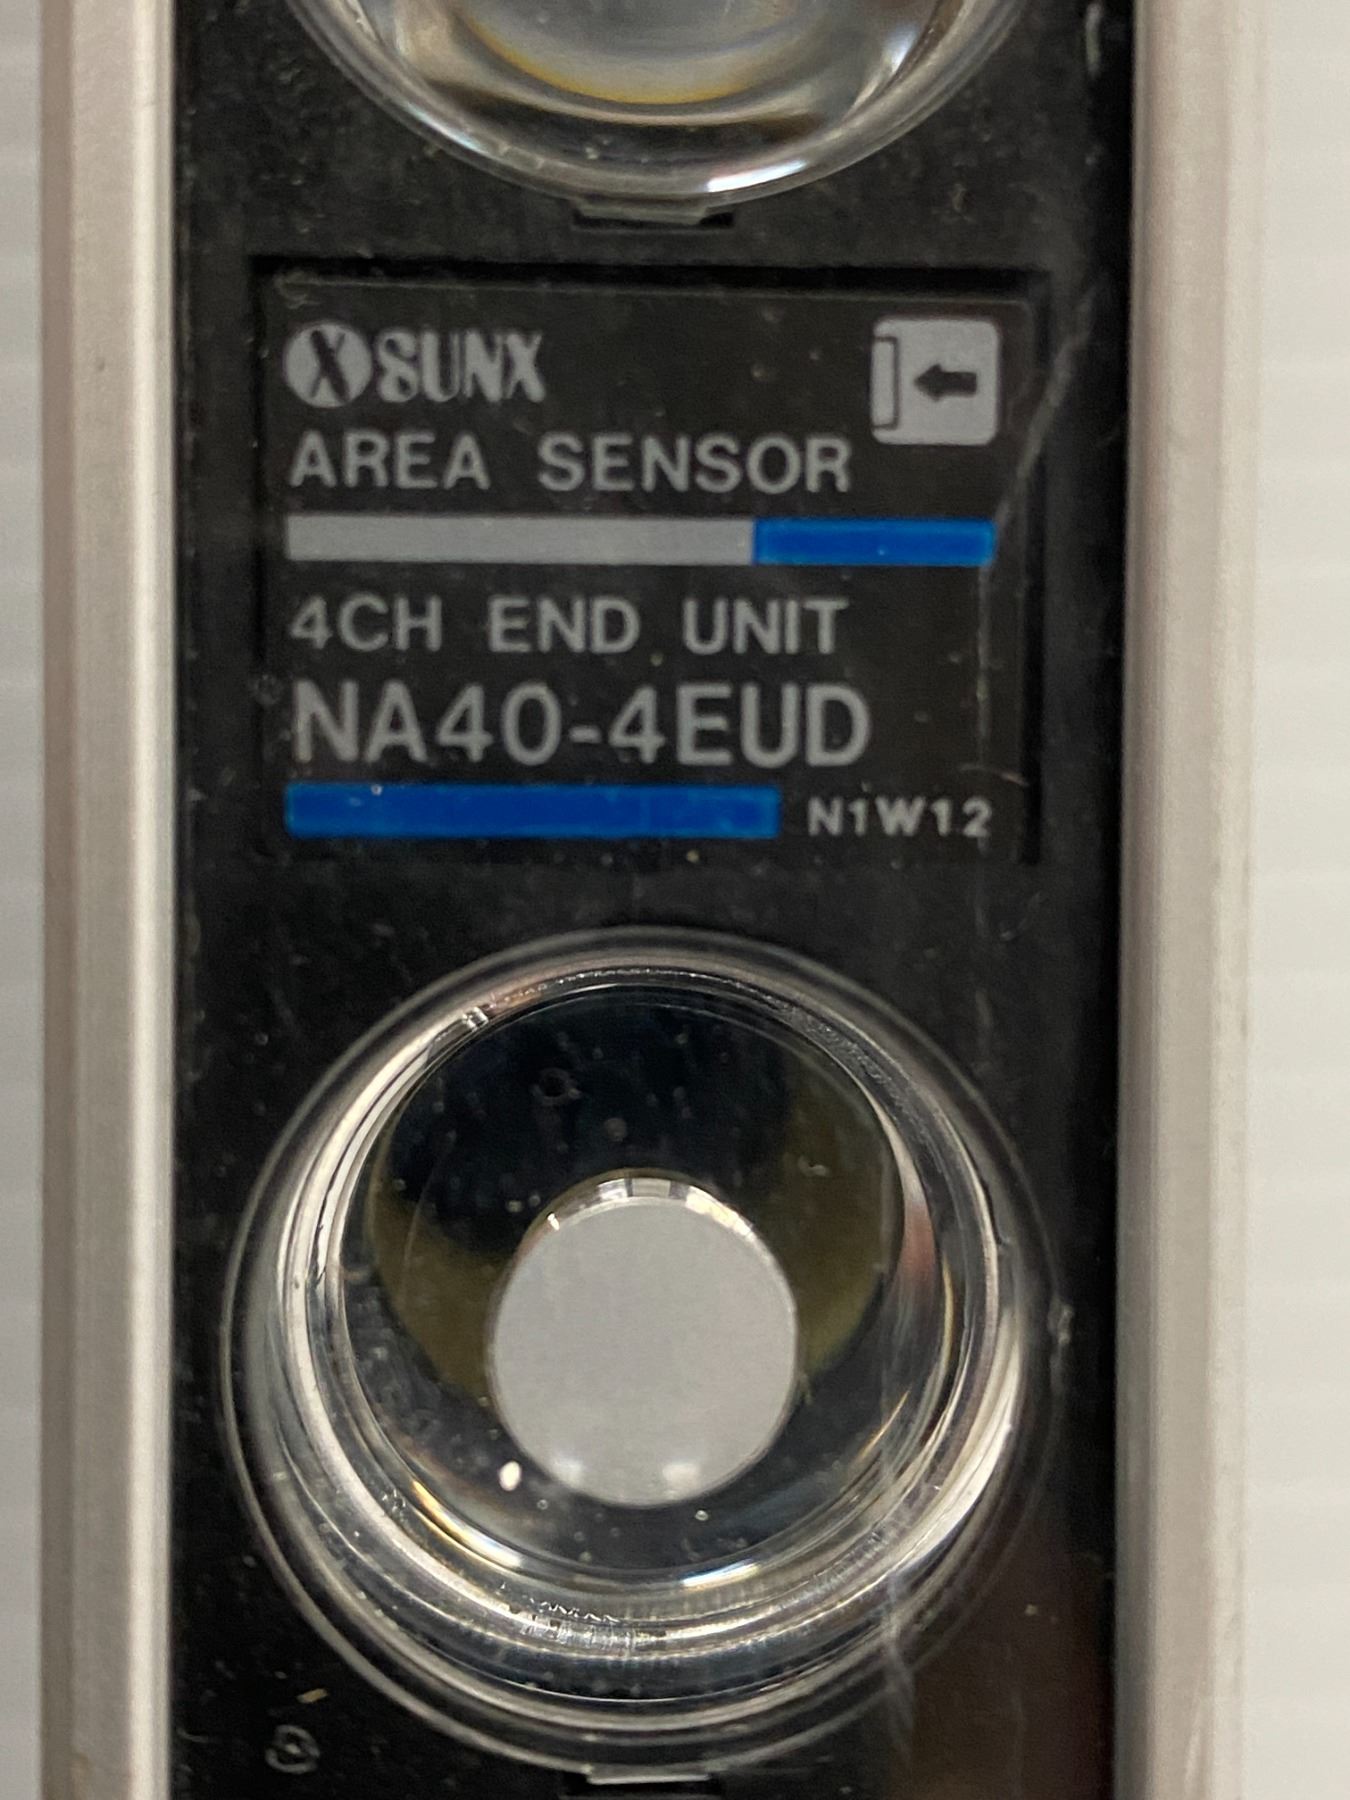 SUNX
AREA SENSOR
4CH END UNIT
NA40-4EUD
N1W12